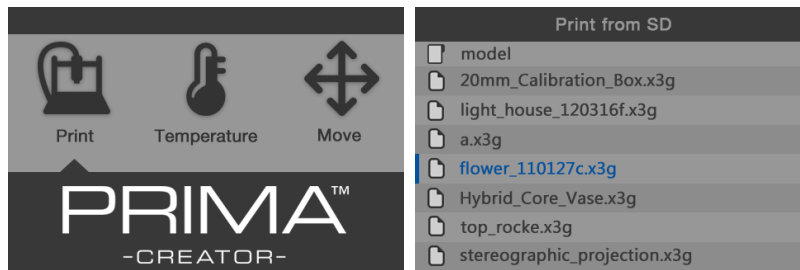 Print Temperature Move
PRIMA™
-CREATOR-
Print from SD
model
20mm_Calibration_Box.x3g
light_house_120316f.x3g
a.x3g
flower_110127c.x3g
Hybrid_Core_Vase.x3g
top_rocke.x3g
stereographic_projection.x3g